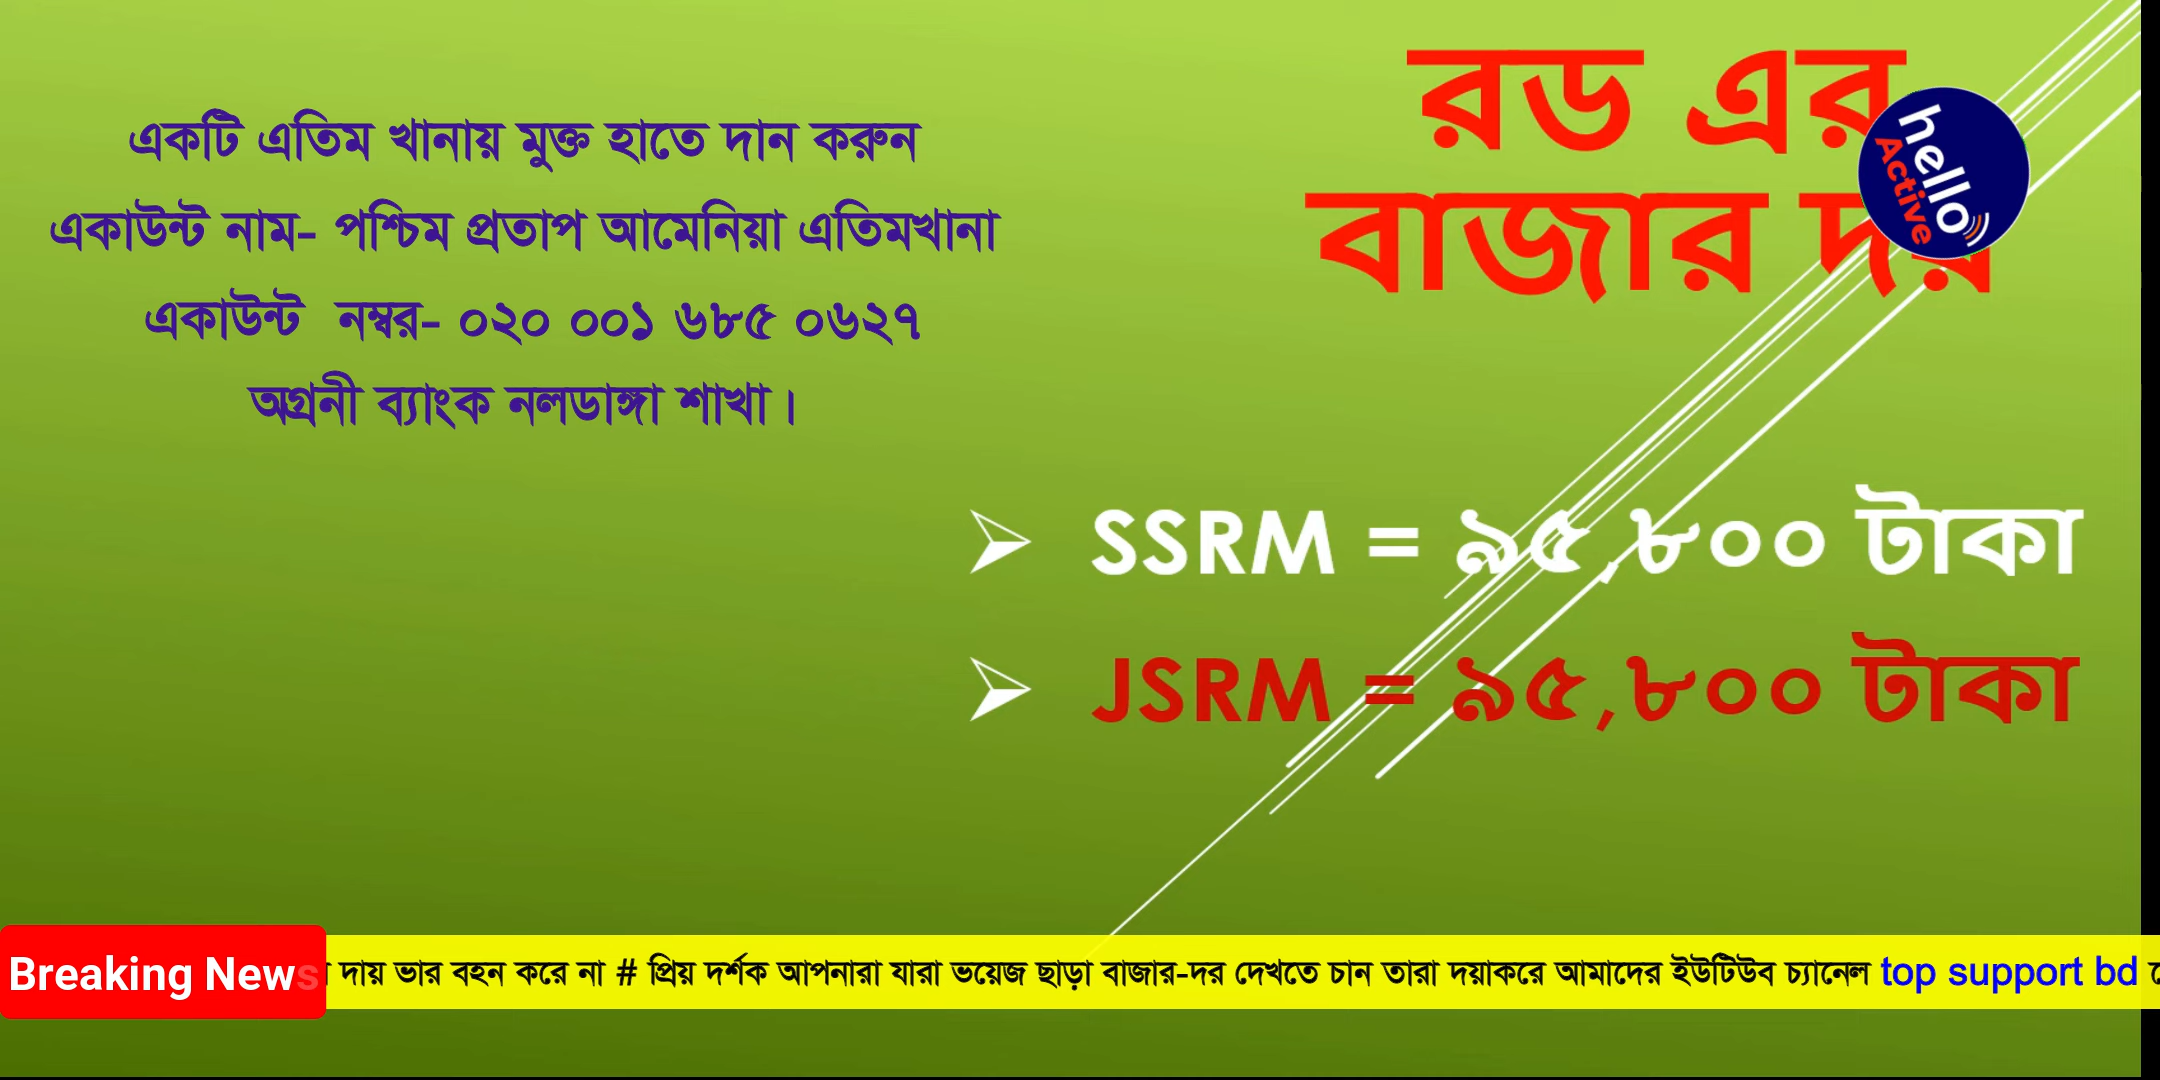 একটি এতিম খানায় মুক্ত হাতে দান করুন
একাউন্ট নাম- পশ্চিম প্রতাপ আমেনিয়া এতিমখানা
একাউন্ট নম্বর- ০২০ ০০১ ৬৮৫ ০৬২৭
অগ্রনী ব্যাংক নলডাঙ্গা শাখা।
রড এর
বাজার দর
hello
Active
SSRM = ৯৫,৮০০ টাকা
JSRM = ৯৫,৮০০ টাকা
Breaking News
দায় ভার বহন করে না # প্রিয় দর্শক আপনারা যারা ভয়েজ ছাড়া বাজার-দর দেখতে চান তারা দয়াকরে আমাদের ইউটিউব চ্যানেল top support bd